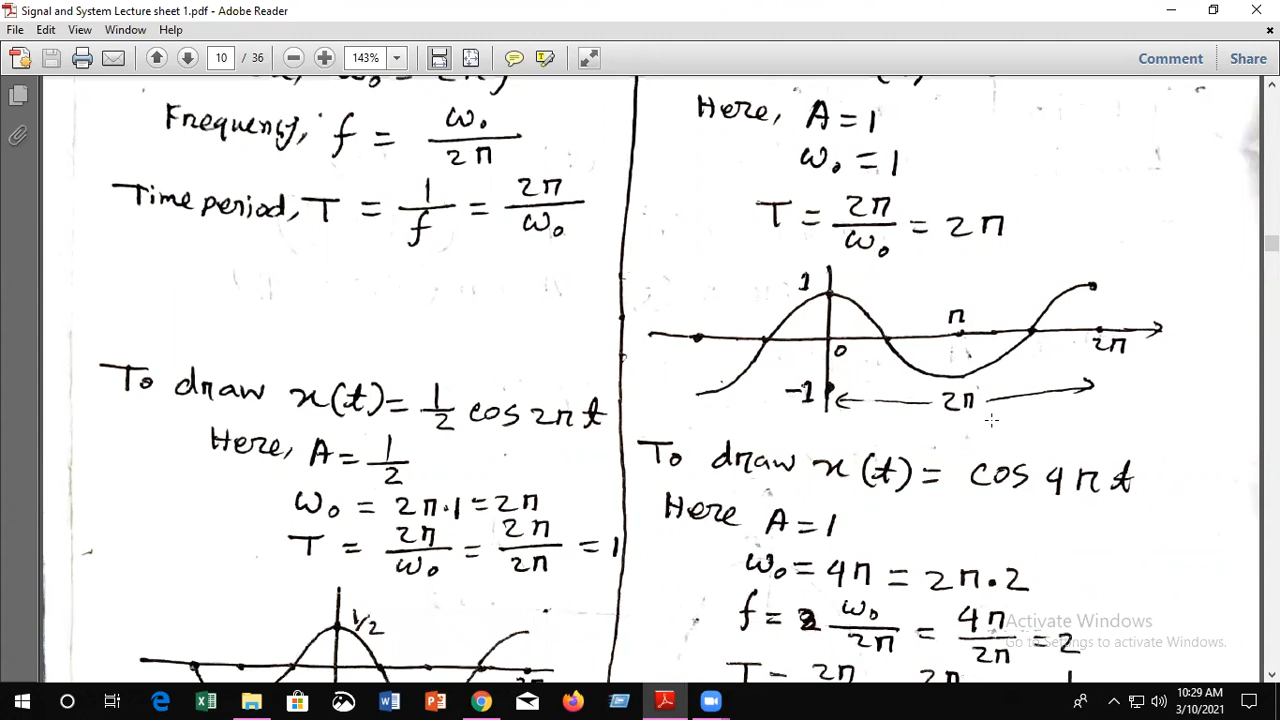 Signal and System Lecture sheet 1.pdf - Adobe Reader
File Edit View Window Help
10 / 36 143% Comment Share
Frequency, f = ω₀ / 2π
Time period, T = 1 / f = 2π / ω₀
To draw x(t) = 1/2 cos 2πt
Here, A = 1/2
ω₀ = 2π·1 = 2π
T = 2π / ω₀ = 2π / 2π = 1
1/2
Here, A = 1
ω₀ = 1
T = 2π / ω₀ = 2π
1
π
0
2π
-1
2π
To draw x(t) = cos 4πt
Here A = 1
ω₀ = 4π = 2π·2
f = ω₀ / 2π = 4π / 2π = 2
Activate Windows
Go to Settings to activate Windows.
10:29 AM
3/10/2021